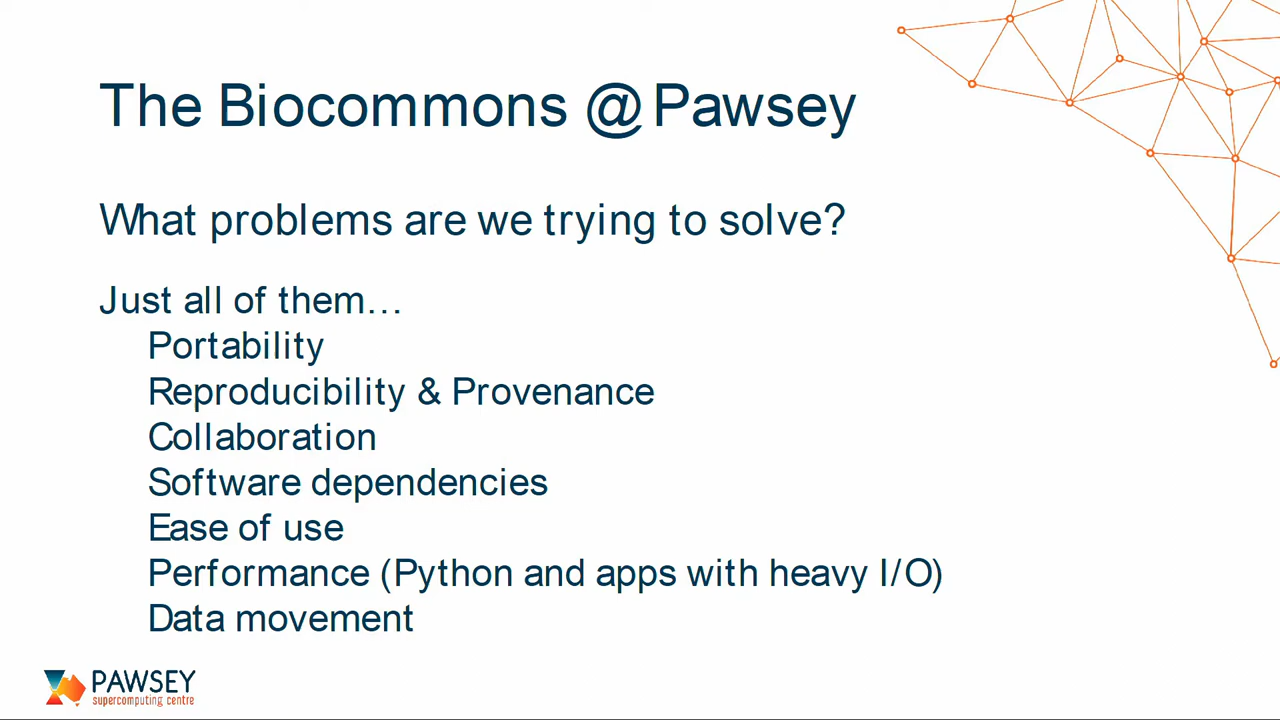 The Biocommons @ Pawsey
What problems are we trying to solve?
Just all of them…
Portability
Reproducibility & Provenance
Collaboration
Software dependencies
Ease of use
Performance (Python and apps with heavy I/O)
Data movement
PAWSEY
supercomputing centre